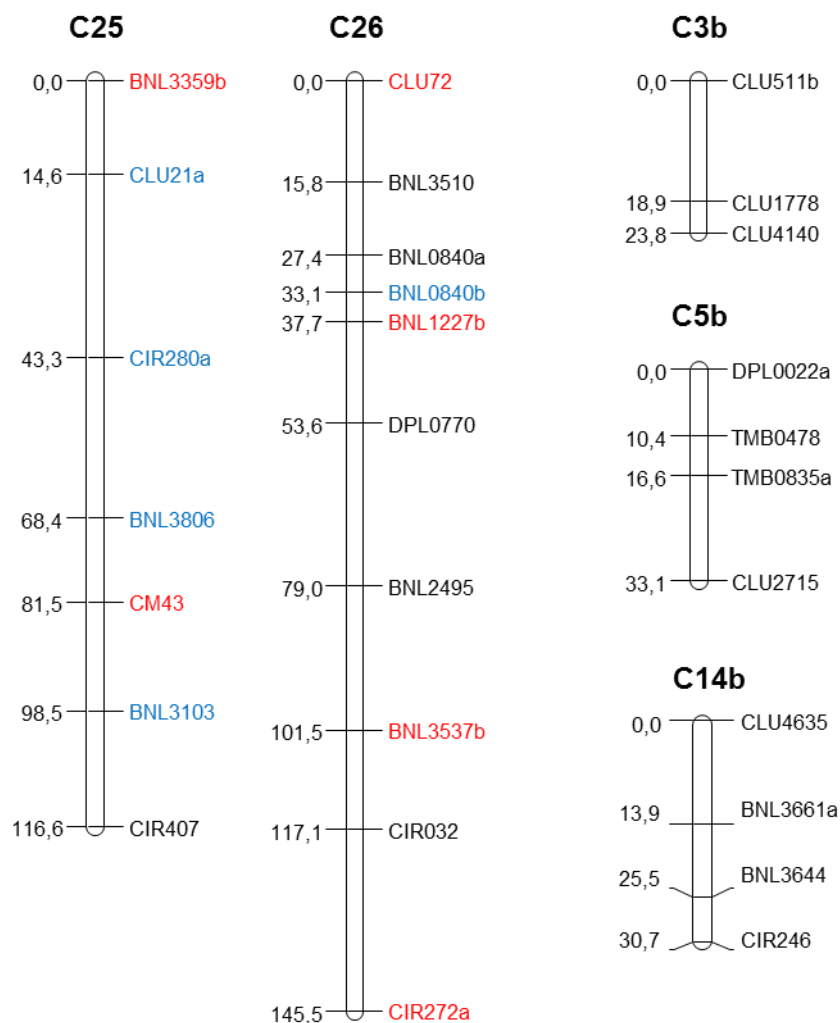 C25
0,0 BNL3359b
14,6 CLU21a
43,3 CIR280a
68,4 BNL3806
81,5 CM43
98,5 BNL3103
116,6 CIR407
C26
0,0 CLU72
15,8 BNL3510
27,4 BNL0840a
33,1 BNL0840b
37,7 BNL1227b
53,6 DPL0770
79,0 BNL2495
101,5 BNL3537b
117,1 CIR032
145,5 CIR272a
C3b
0,0 CLU511b
18,9 CLU1778
23,8 CLU4140
C5b
0,0 DPL0022a
10,4 TMB0478
16,6 TMB0835a
33,1 CLU2715
C14b
0,0 CLU4635
13,9 BNL3661a
25,5 BNL3644
30,7 CIR246